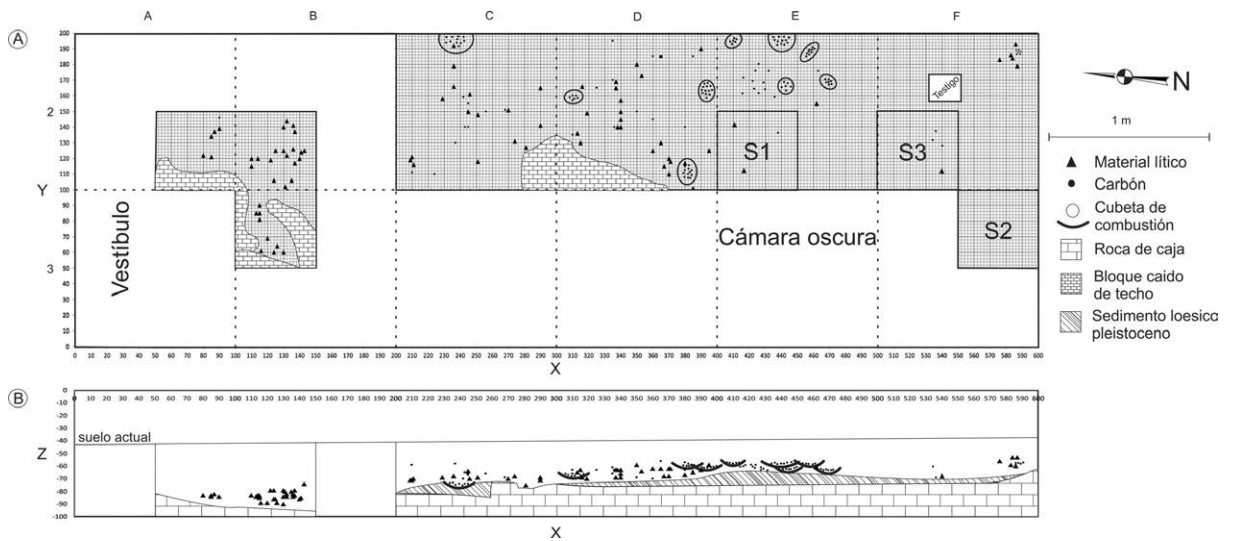 A B C D E F
A
200
190
180
170
160
2 150
140
130
120
110
Y 100
90
80
70
60
3 50
40
30
20
10
0
0 10 20 30 40 50 60 70 80 90 100 110 120 130 140 150 160 170 180 190 200 210 220 230 240 250 260 270 280 290 300 310 320 330 340 350 360 370 380 390 400 410 420 430 440 450 460 470 480 490 500 510 520 530 540 550 560 570 580 590 600
X
Vestíbulo
Cámara oscura
S1
S3
S2
Testigo
N
1 m
Material lítico
Carbón
Cubeta de
combustión
Roca de caja
Bloque caido
de techo
Sedimento loesico
pleistoceno
B
0 10 20 30 40 50 60 70 80 90 100 110 120 130 140 150 160 170 180 190 200 210 220 230 240 250 260 270 280 290 300 310 320 330 340 350 360 370 380 390 400 410 420 430 440 450 460 470 480 490 500 510 520 530 540 550 560 570 580 590 600
-0
-10
-20
-30
-40
Z -50
-60
-70
-80
-90
-100
suelo actual
X